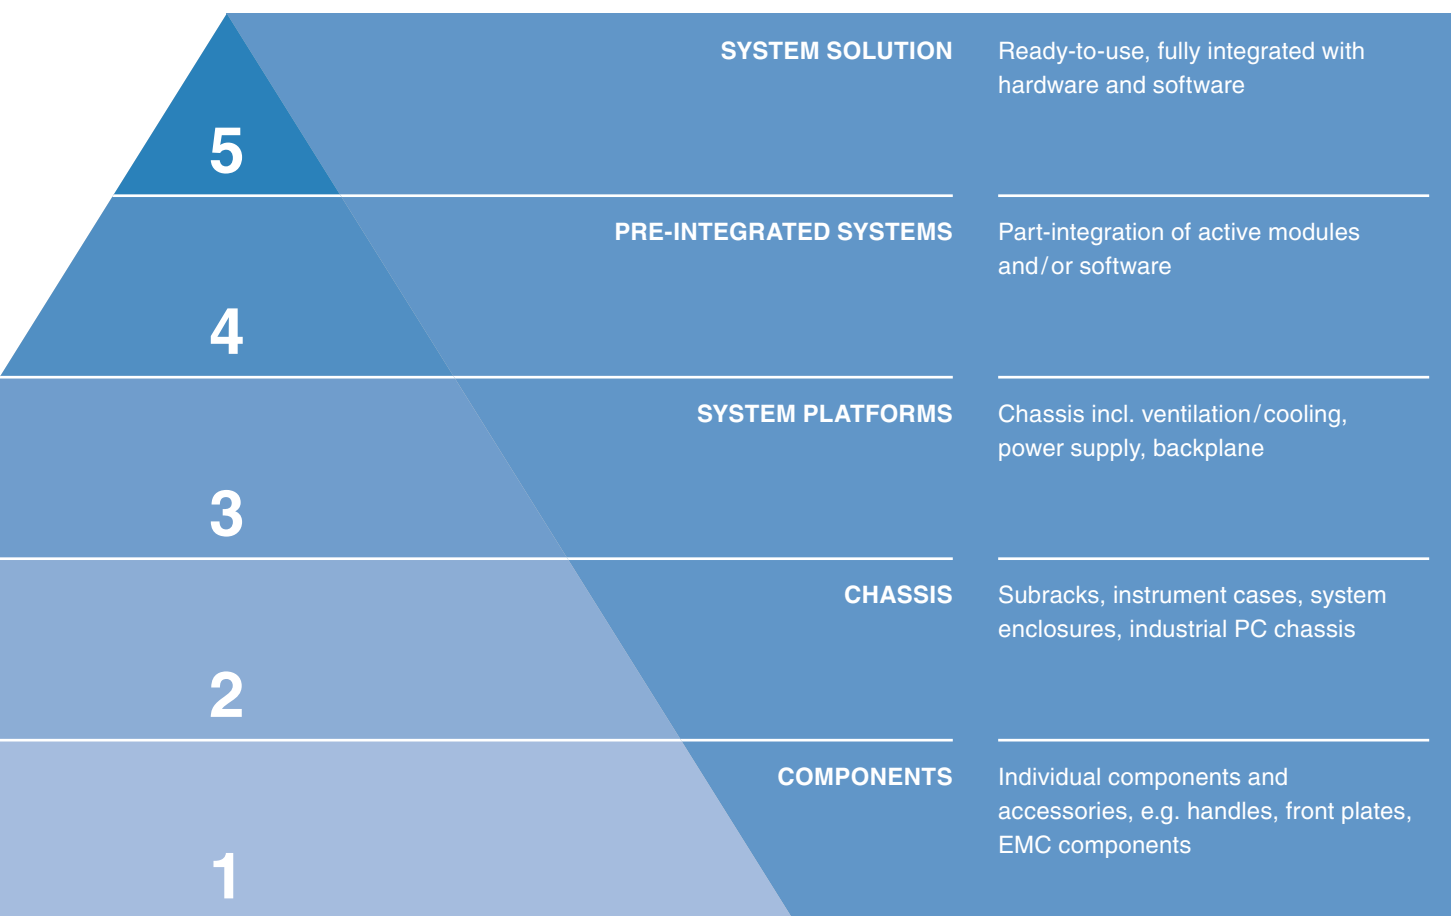 5
SYSTEM SOLUTION
Ready-to-use, fully integrated with
hardware and software
4
PRE-INTEGRATED SYSTEMS
Part-integration of active modules
and/or software
3
SYSTEM PLATFORMS
Chassis incl. ventilation/cooling,
power supply, backplane
2
CHASSIS
Subracks, instrument cases, system
enclosures, industrial PC chassis
1
COMPONENTS
Individual components and
accessories, e.g. handles, front plates,
EMC components